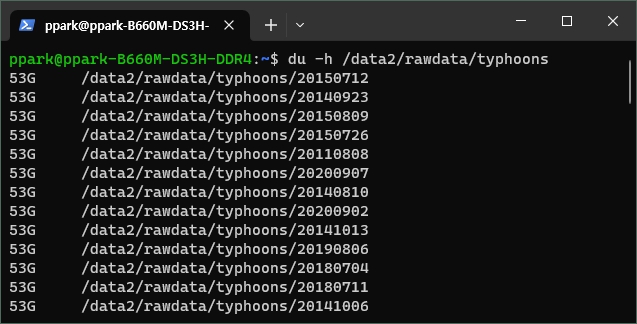 ppark@ppark-B660M-DS3H-
ppark@ppark-B660M-DS3H-DDR4:~$ du -h /data2/rawdata/typhoons
53G     /data2/rawdata/typhoons/20150712
53G     /data2/rawdata/typhoons/20140923
53G     /data2/rawdata/typhoons/20150809
53G     /data2/rawdata/typhoons/20150726
53G     /data2/rawdata/typhoons/20110808
53G     /data2/rawdata/typhoons/20200907
53G     /data2/rawdata/typhoons/20140810
53G     /data2/rawdata/typhoons/20200902
53G     /data2/rawdata/typhoons/20141013
53G     /data2/rawdata/typhoons/20190806
53G     /data2/rawdata/typhoons/20180704
53G     /data2/rawdata/typhoons/20180711
53G     /data2/rawdata/typhoons/20141006